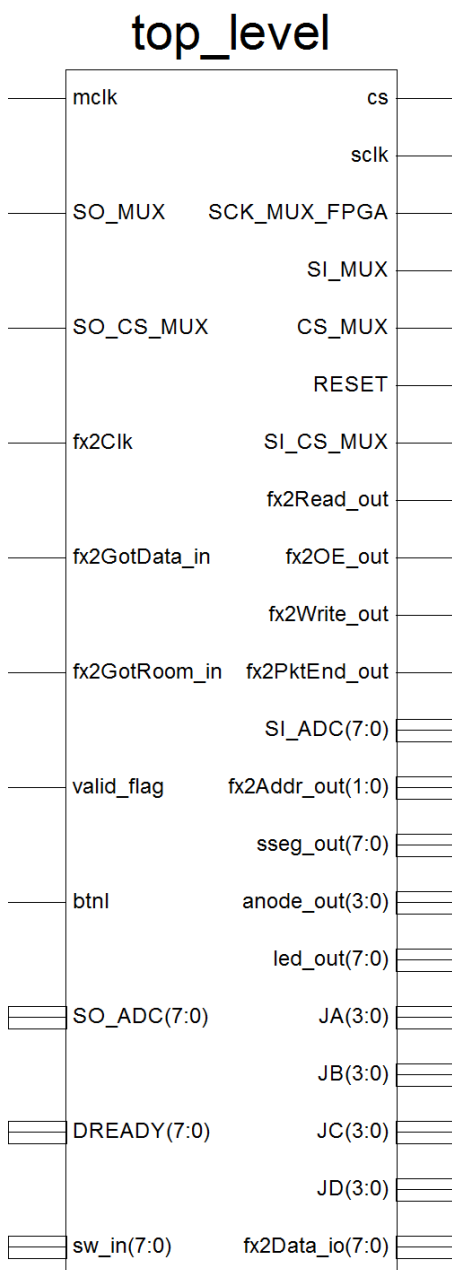 top_level
mclk cs
sclk
SO_MUX SCK_MUX_FPGA
SI_MUX
SO_CS_MUX CS_MUX
RESET
fx2Clk SI_CS_MUX
fx2Read_out
fx2GotData_in fx2OE_out
fx2Write_out
fx2GotRoom_in fx2PktEnd_out
SI_ADC(7:0)
valid_flag fx2Addr_out(1:0)
sseg_out(7:0)
btnl anode_out(3:0)
led_out(7:0)
SO_ADC(7:0) JA(3:0)
JB(3:0)
DREADY(7:0) JC(3:0)
JD(3:0)
sw_in(7:0) fx2Data_io(7:0)